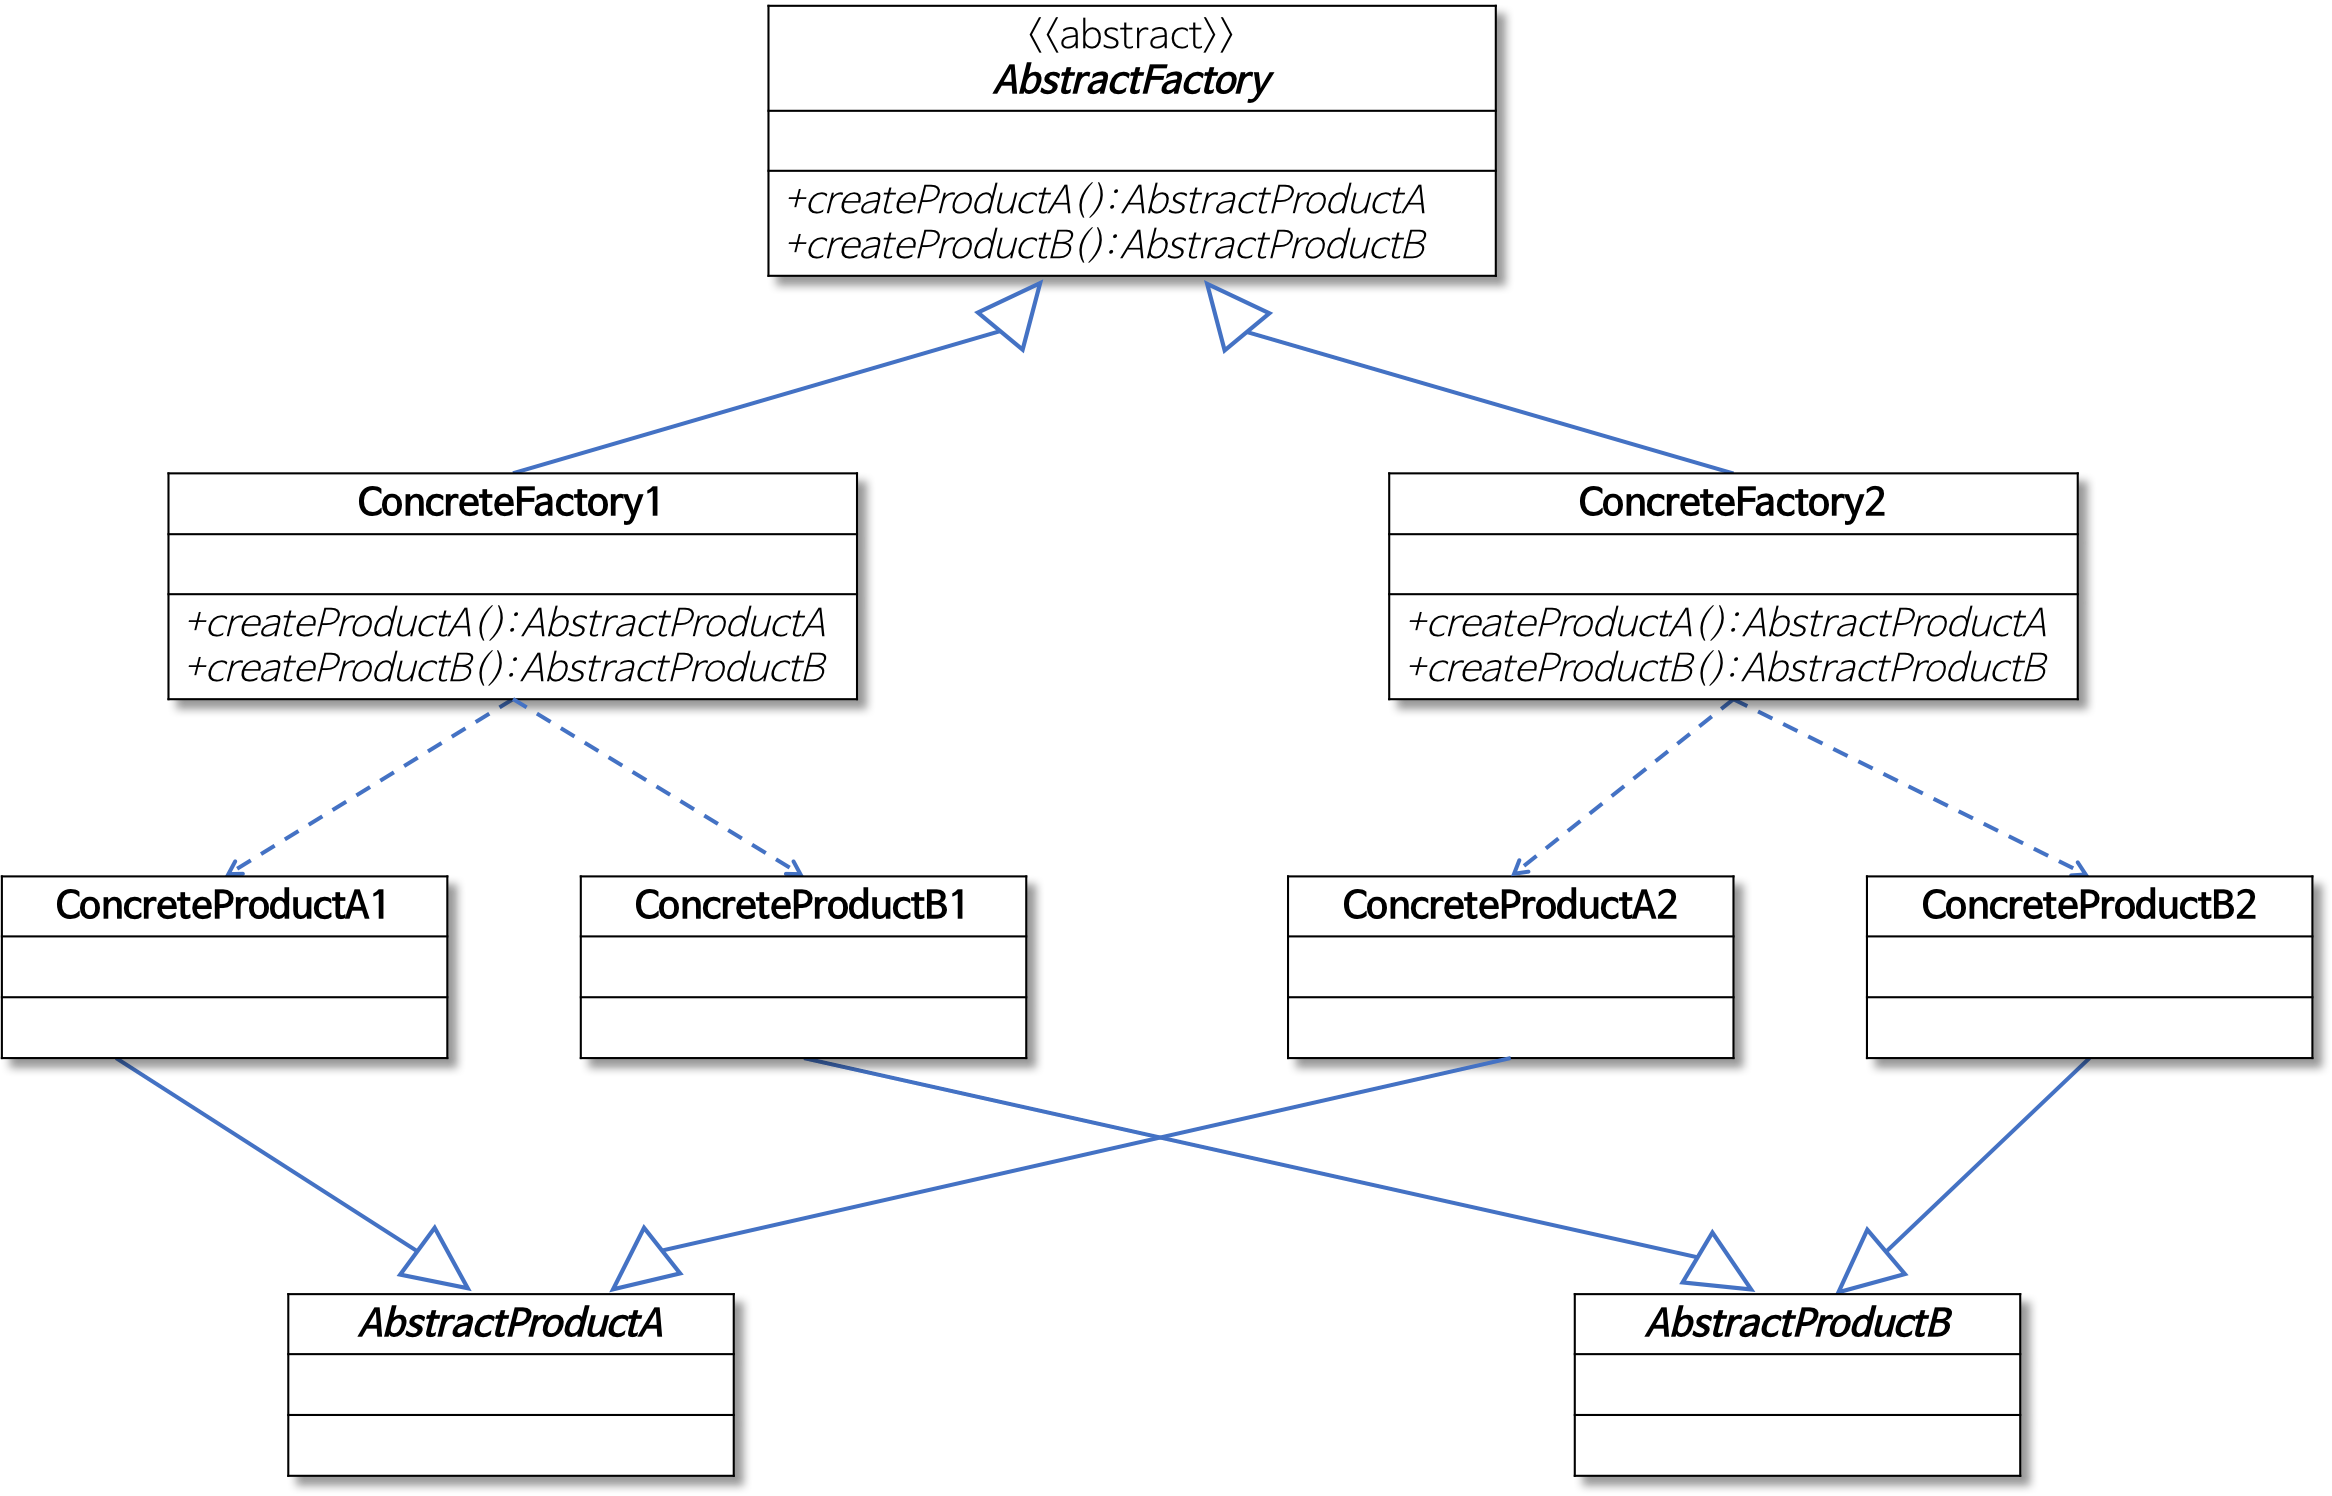 〈〈abstract〉〉
AbstractFactory
+createProductA():AbstractProductA
+createProductB():AbstractProductB
ConcreteFactory1
+createProductA():AbstractProductA
+createProductB():AbstractProductB
ConcreteFactory2
+createProductA():AbstractProductA
+createProductB():AbstractProductB
ConcreteProductA1
ConcreteProductB1
ConcreteProductA2
ConcreteProductB2
AbstractProductA
AbstractProductB